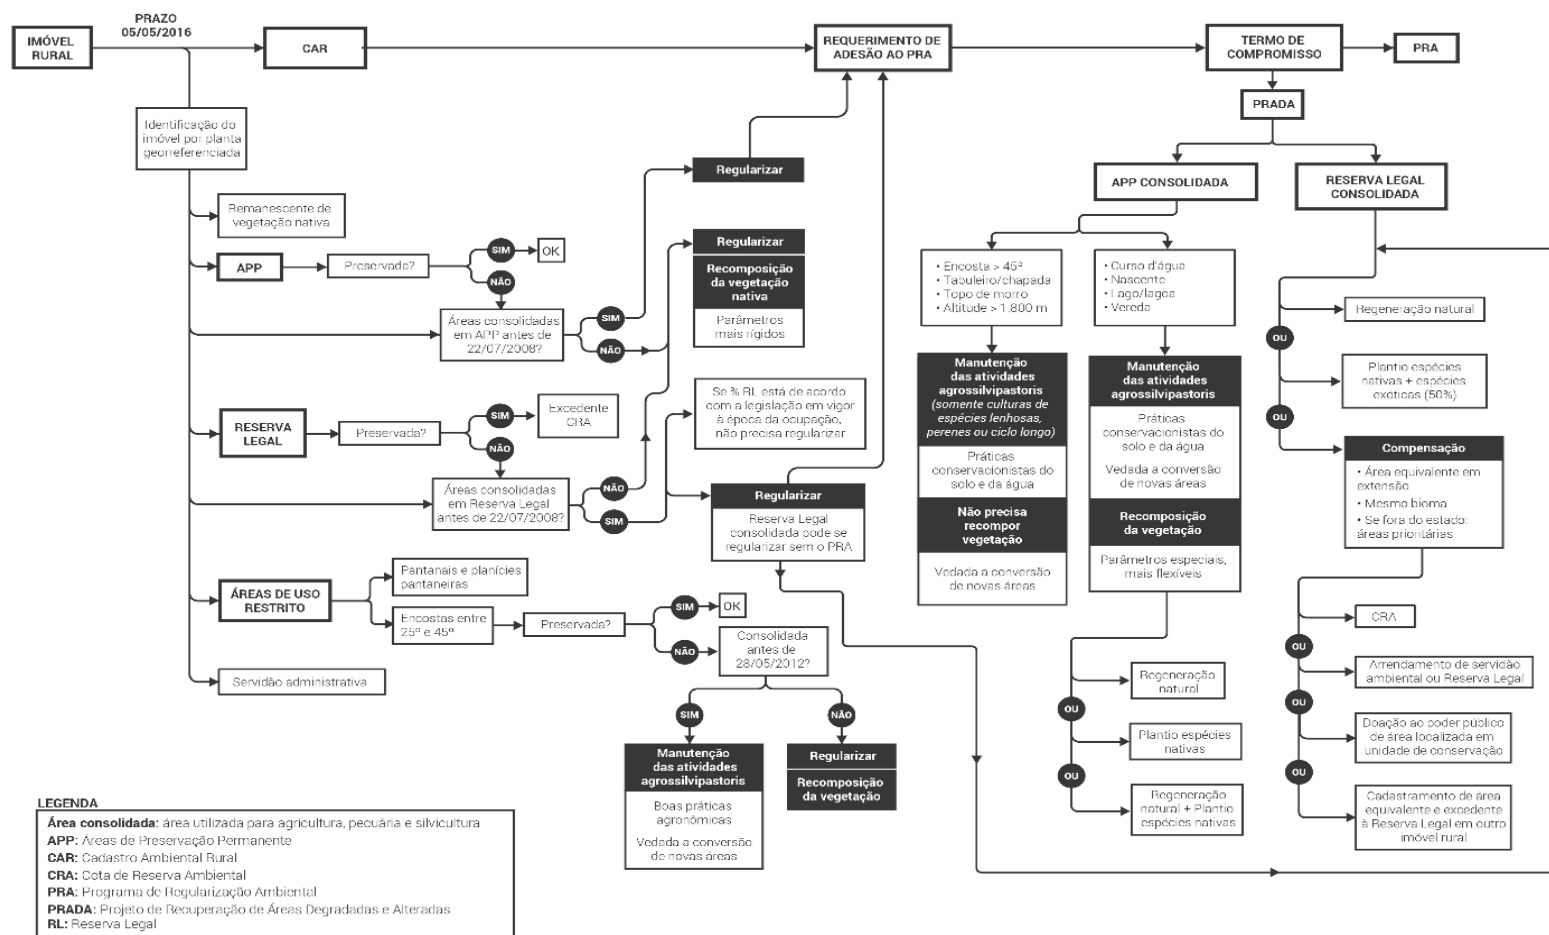 PRAZO
05/05/2016
IMÓVEL
RURAL
CAR
REQUERIMENTO DE
ADESÃO AO PRA
TERMO DE
COMPROMISSO
PRA
PRADA
Identificação do
imóvel por planta
georreferenciada
Remanescente de
vegetação nativa
APP
Preservada?
SIM
OK
NÃO
Áreas consolidadas
em APP antes de
22/07/2008?
SIM
NÃO
Regularizar
Regularizar
Recomposição
da vegetação
nativa
Parâmetros
mais rígidos
RESERVA
LEGAL
Preservada?
SIM
Excedente
CRA
NÃO
Áreas consolidadas
em Reserva Legal
antes de 22/07/2008?
NÃO
SIM
Se % RL está de acordo
com a legislação em vigor
à época da ocupação,
não precisa regularizar
Regularizar
Reserva Legal
consolidada pode se
regularizar sem o PRA
ÁREAS DE USO
RESTRITO
Pantanais e planícies
pantaneiras
Encostas entre
25º e 45º
Preservada?
SIM
OK
NÃO
Consolidada
antes de
28/05/2012?
SIM
NÃO
Manutenção
das atividades
agrossilvipastoris
Boas práticas
agronômicas
Vedada a conversão
de novas áreas
Regularizar
Recomposição
da vegetação
Servidão administrativa
APP CONSOLIDADA
• Encosta > 45º
• Tabuleiro/chapada
• Topo de morro
• Altitude > 1.800 m
Manutenção
das atividades
agrossilvipastoris
(somente culturas de
espécies lenhosas,
perenes ou ciclo longo)
Práticas
conservacionistas do
solo e da água
Não precisa
recompor
vegetação
Vedada a conversão
de novas áreas
• Curso d'água
• Nascente
• Lago/lagoa
• Vereda
Manutenção
das atividades
agrossilvipastoris
Práticas
conservacionistas do
solo e da água
Vedada a conversão
de novas áreas
Recomposição
da vegetação
Parâmetros especiais,
mais flexíveis
Regeneração
natural
OU
Plantio espécies
nativas
OU
Regeneração
natural + Plantio
espécies nativas
RESERVA LEGAL
CONSOLIDADA
Regeneração natural
OU
Plantio espécies
nativas + espécies
exóticas (50%)
OU
Compensação
• Área equivalente em
extensão
• Mesmo bioma
• Se fora do estado:
áreas prioritárias
CRA
OU
Arrendamento de servidão
ambiental ou Reserva Legal
OU
Doação ao poder público
de área localizada em
unidade de conservação
OU
Cadastramento de área
equivalente e excedente
à Reserva Legal em outro
imóvel rural
LEGENDA
Área consolidada: área utilizada para agricultura, pecuária e silvicultura
APP: Áreas de Preservação Permanente
CAR: Cadastro Ambiental Rural
CRA: Cota de Reserva Ambiental
PRA: Programa de Regularização Ambiental
PRADA: Projeto de Recuperação de Áreas Degradadas e Alteradas
RL: Reserva Legal